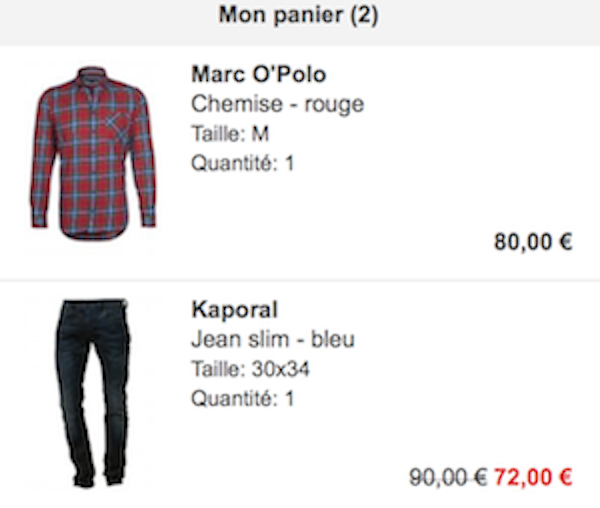 Mon panier (2)
Marc O'Polo
Chemise - rouge
Taille: M
Quantité: 1
80,00 €
Kaporal
Jean slim - bleu
Taille: 30x34
Quantité: 1
90,00 € 72,00 €